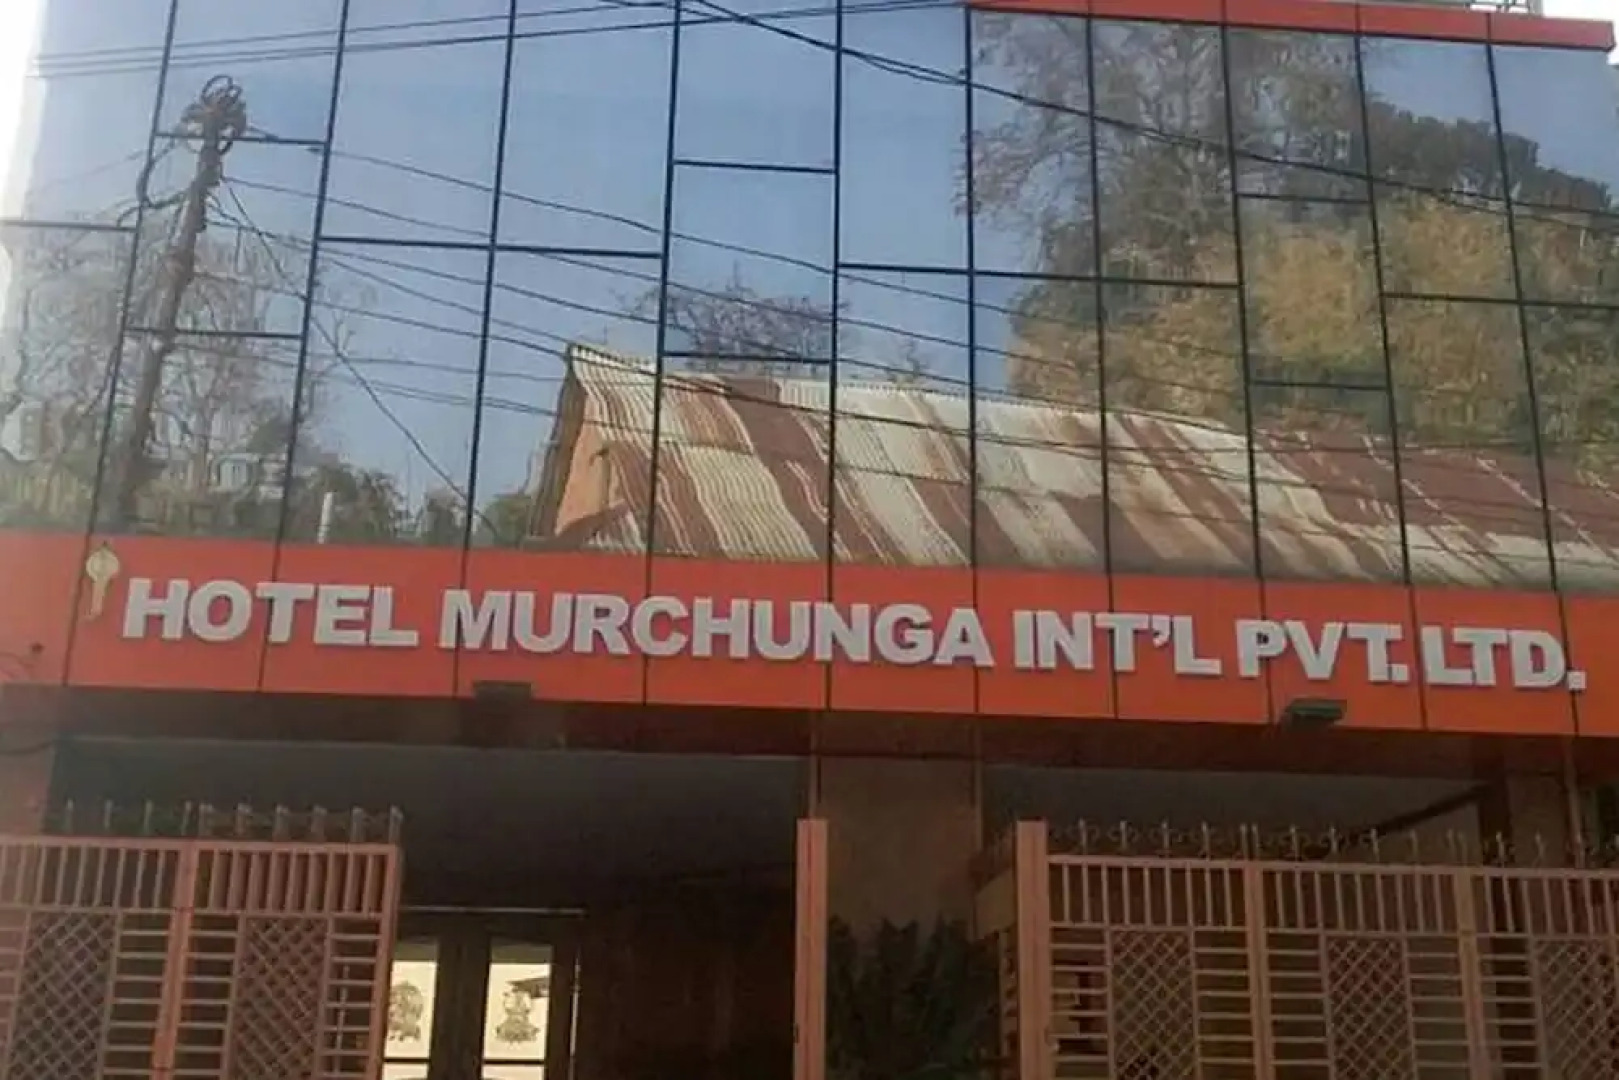 HOTEL MURCHUNGA INT'L PVT. LTD.